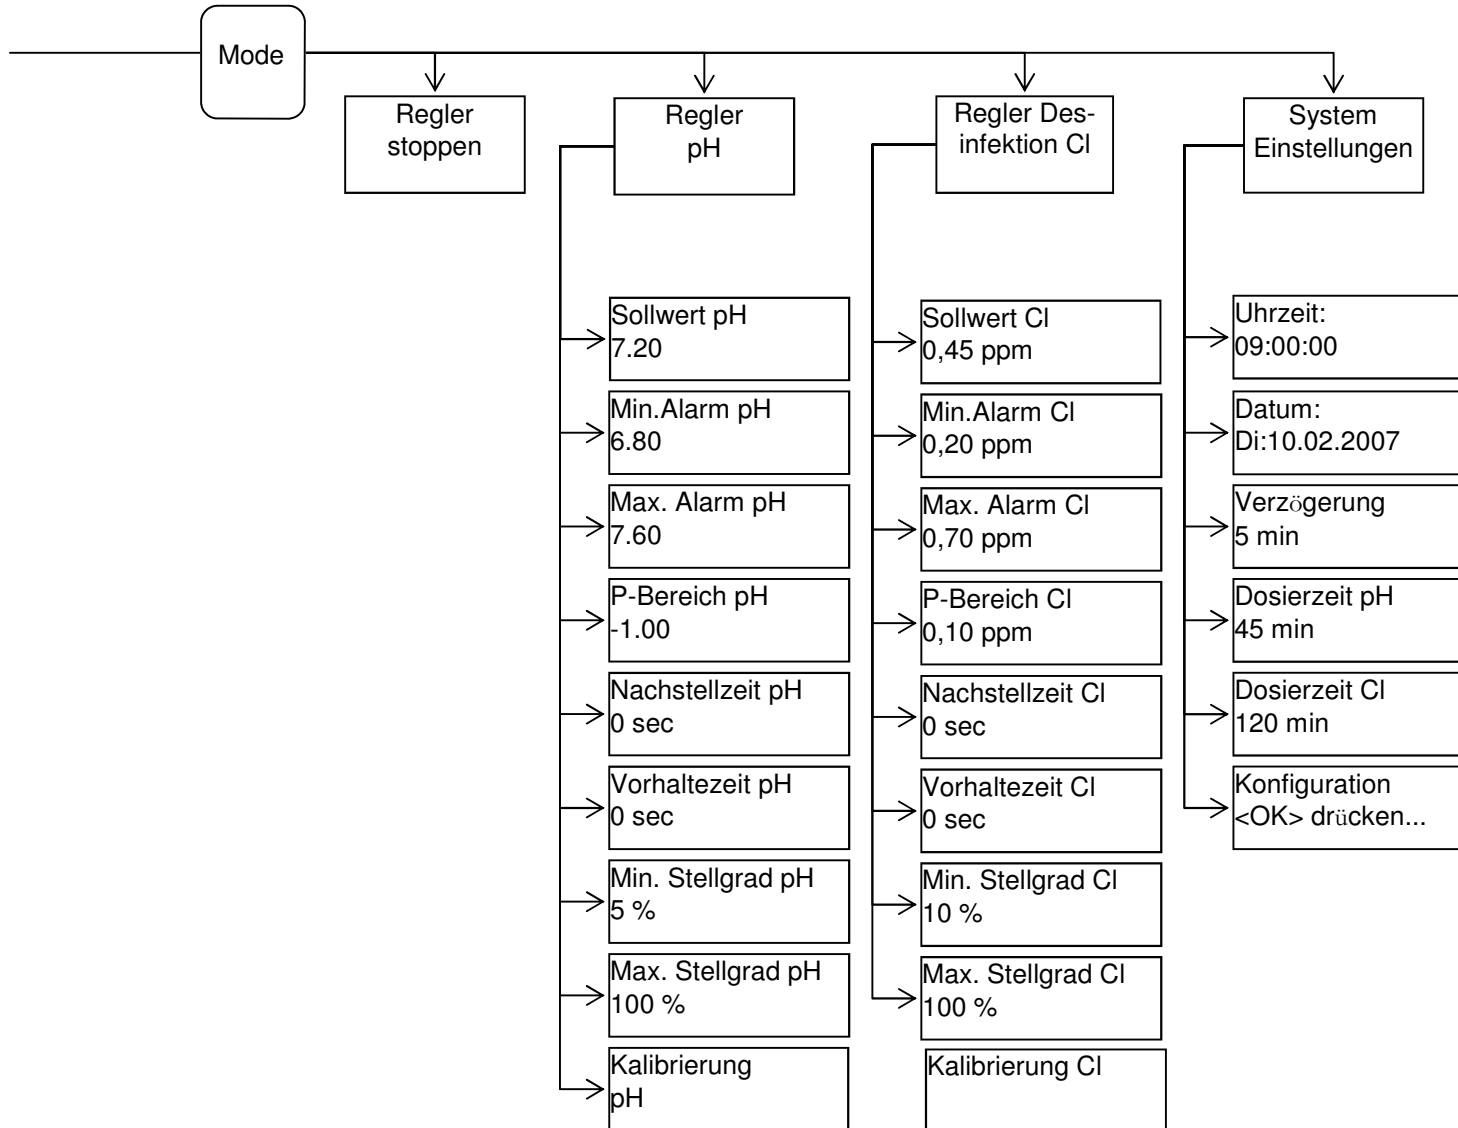 Mode
Regler
stoppen
Regler
pH
Regler Des-
infektion Cl
System
Einstellungen
Sollwert pH
7.20
Min.Alarm pH
6.80
Max. Alarm pH
7.60
P-Bereich pH
-1.00
Nachstellzeit pH
0 sec
Vorhaltezeit pH
0 sec
Min. Stellgrad pH
5 %
Max. Stellgrad pH
100 %
Kalibrierung
pH
Sollwert Cl
0,45 ppm
Min.Alarm Cl
0,20 ppm
Max. Alarm Cl
0,70 ppm
P-Bereich Cl
0,10 ppm
Nachstellzeit Cl
0 sec
Vorhaltezeit Cl
0 sec
Min. Stellgrad Cl
10 %
Max. Stellgrad Cl
100 %
Kalibrierung Cl
Uhrzeit:
09:00:00
Datum:
Di:10.02.2007
Verzögerung
5 min
Dosierzeit pH
45 min
Dosierzeit Cl
120 min
Konfiguration
<OK> drücken...